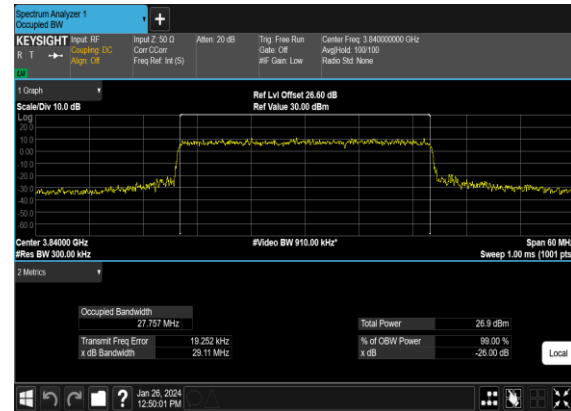 Spectrum Analyzer 1
Occupied BW
+
KEYSIGHT Input: RF Input Z: 50 Ω Atten: 20 dB Trig: Free Run Center Freq: 3.840000000 GHz
R T Coupling: DC Corr CCorr Gate: Off Avg|Hold: 100/100
Align: Off Freq Ref: Int (S) #IF Gain: Low Radio Std: None
1 Graph
Ref Lvl Offset 26.60 dB
Scale/Div 10.0 dB Ref Value 30.00 dBm
Log
20.0
10.0
0.00
-10.0
-20.0
-30.0
-40.0
-50.0
-60.0
Center 3.84000 GHz #Video BW 910.00 kHz* Span 60 MHz
#Res BW 300.00 kHz Sweep 1.00 ms (1001 pts
2 Metrics
Occupied Bandwidth
27.757 MHz Total Power 26.9 dBm
Transmit Freq Error 19.252 kHz % of OBW Power 99.00 %
x dB Bandwidth 29.11 MHz x dB -26.00 dB
Local
? Jan 26, 2024
12:50:01 PM